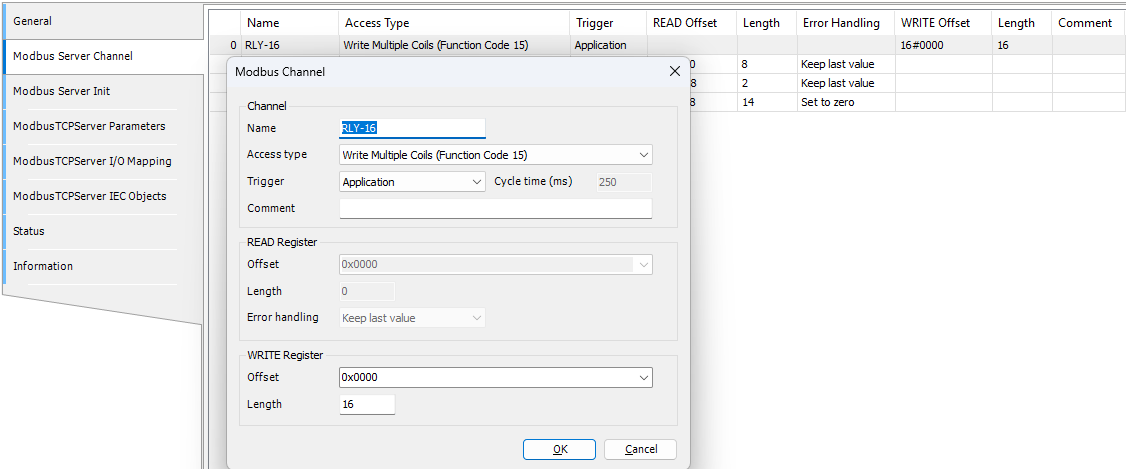 General
Modbus Server Channel
Modbus Server Init
ModbusTCPServer Parameters
ModbusTCPServer I/O Mapping
ModbusTCPServer IEC Objects
Status
Information
Name Access Type Trigger READ Offset Length Error Handling WRITE Offset Length Comment
0 RLY-16 Write Multiple Coils (Function Code 15) Application 16#0000 16
0 8 Keep last value
8 2 Keep last value
8 14 Set to zero
Modbus Channel
Channel
Name RLY-16
Access type Write Multiple Coils (Function Code 15)
Trigger Application Cycle time (ms) 250
Comment
READ Register
Offset 0x0000
Length 0
Error handling Keep last value
WRITE Register
Offset 0x0000
Length 16
OK Cancel